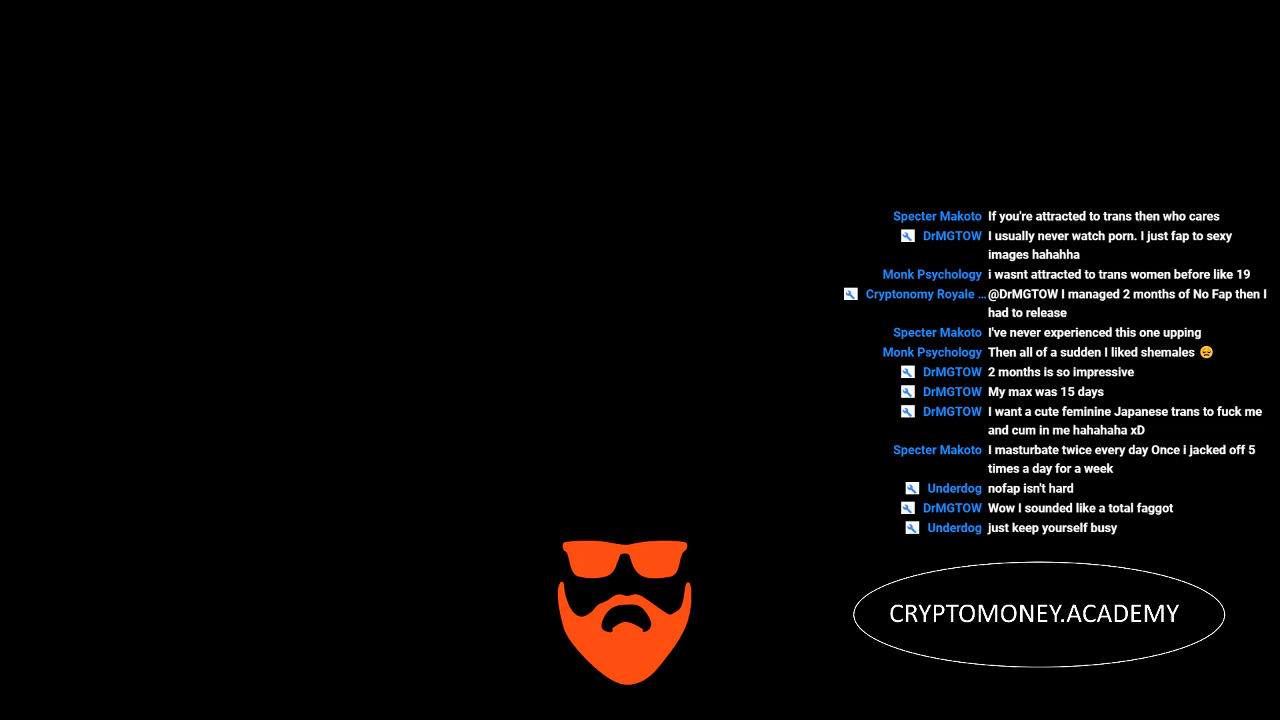 Specter Makoto If you're attracted to trans then who cares
DrMGTOW I usually never watch porn. I just fap to sexy
images hahahha
Monk Psychology i wasnt attracted to trans women before like 19
Cryptonomy Royale ... @DrMGTOW I managed 2 months of No Fap then I
had to release
Specter Makoto I've never experienced this one upping
Monk Psychology Then all of a sudden I liked shemales 😣
DrMGTOW 2 months is so impressive
DrMGTOW My max was 15 days
DrMGTOW I want a cute feminine Japanese trans to fuck me
and cum in me hahahaha xD
Specter Makoto I masturbate twice every day Once i jacked off 5
times a day for a week
Underdog nofap isn't hard
DrMGTOW Wow I sounded like a total faggot
Underdog just keep yourself busy
CRYPTOMONEY.ACADEMY